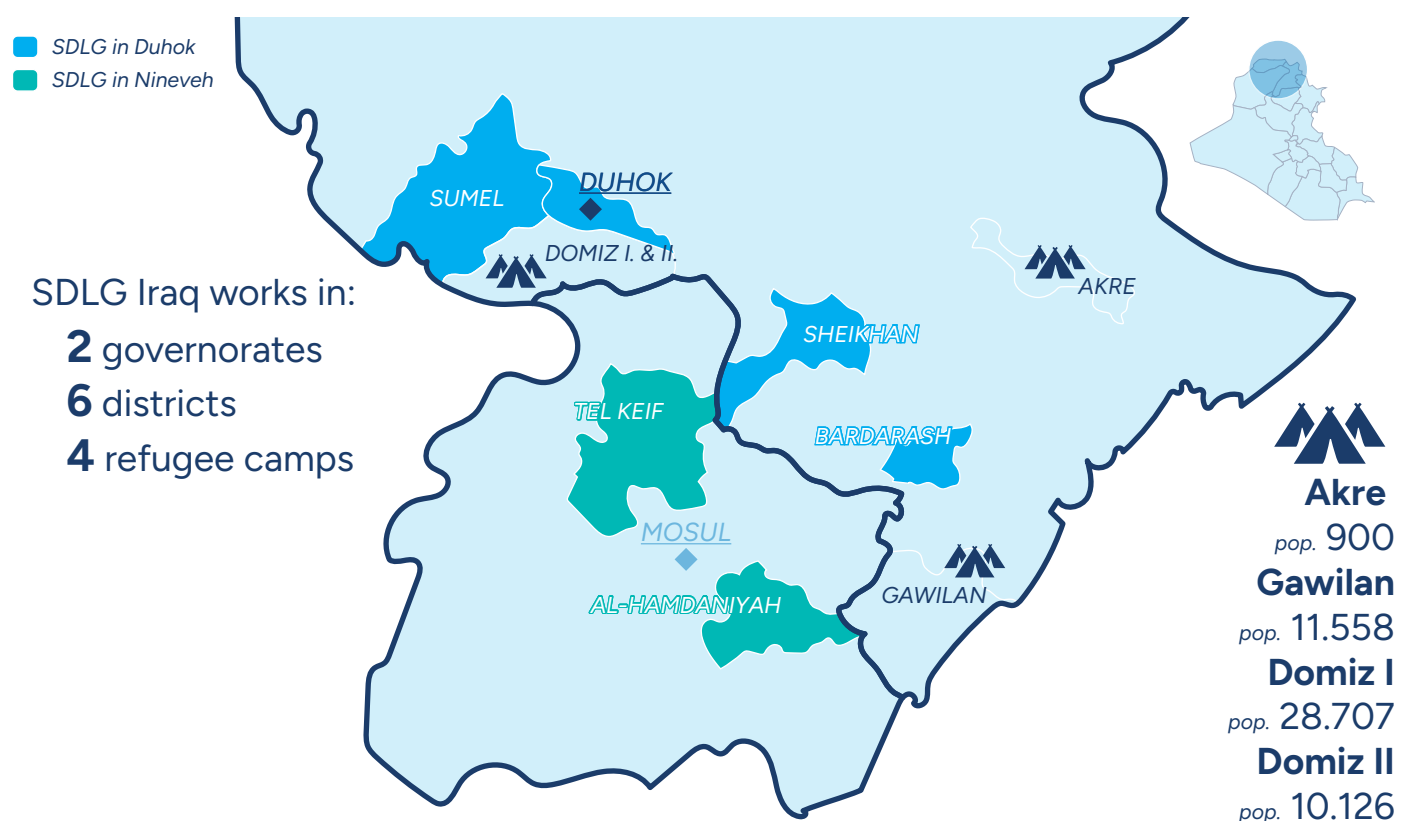 SDLG in Duhok
SDLG in Nineveh
DUHOK
SUMEL
DOMIZ I. & II.
AKRE
SDLG Iraq works in:
2 governorates
6 districts
4 refugee camps
SHEIKHAN
TEL KEIF
BARDARASH
MOSUL
AL-HAMDANIYAH
GAWILAN
Akre
pop. 900
Gawilan
pop. 11.558
Domiz I
pop. 28.707
Domiz II
pop. 10.126